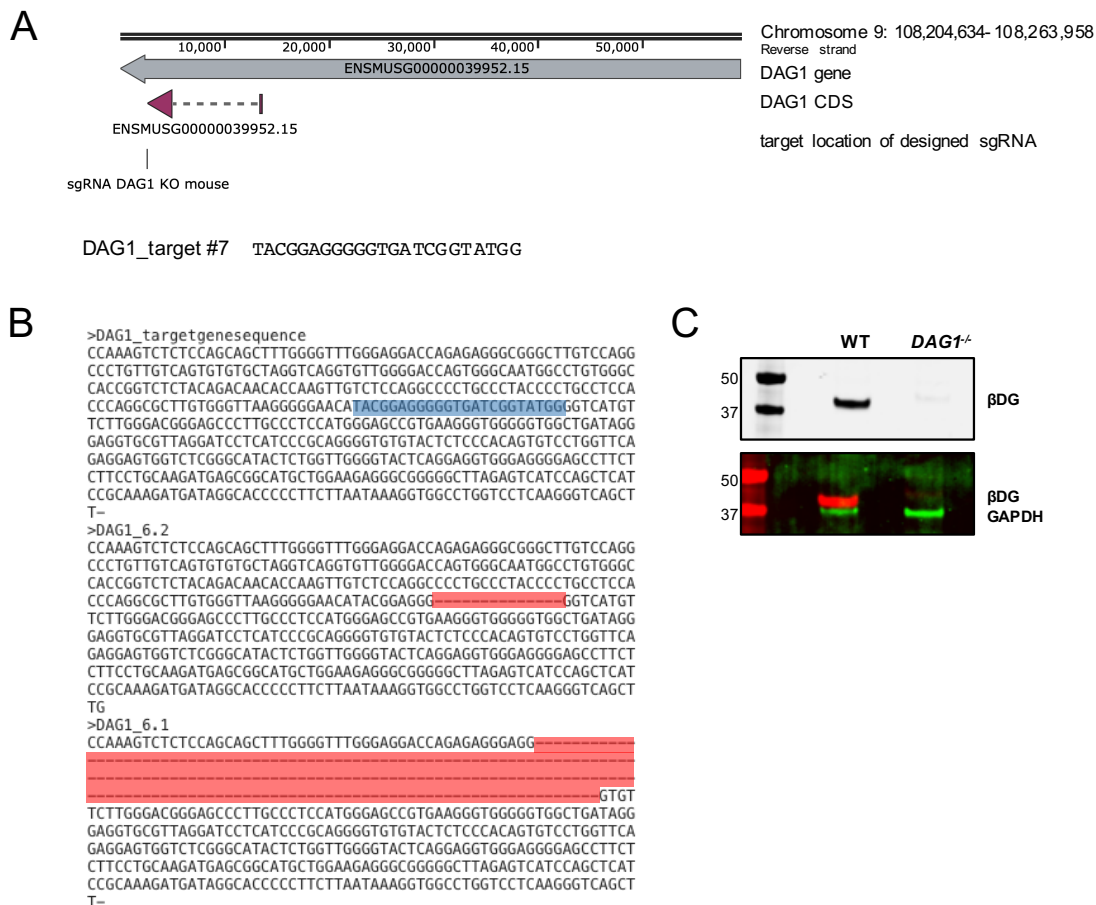 A
Chromosome 9: 108,204,634-108,263,958
10,000
20,000
30,000
40,000
50,000
Reverse strand
ENSMUSG00000039952.15
DAG1 gene
DAG1 CDS
ENSMUSG00000039952.15
target location of designed sgRNA
sgRNA DAG1 KO mouse
DAG1_target #7 TACGGAGGGGGTGATCGGTATGG
B
>DAG1_targetgenesequence
CCAAAGTCTCTCCAGCAGCTTTGGGGTTTGGGAGGACCAGAGAGGGCGGGCTTGTCCAGG
CCCTGTTGTCAGTGTGTGCTAGGTCAGGTGTTGGGGACCAGTGGGCAATGGCCTGTGGGC
CACCGGTCTCTACAGACAACACCAAGTTGTCTCCAGGCCCCTGCCCTACCCCTGCCTCCA
CCCAGGCGCTTGTGGGTTAAGGGGGAACATACGGAGGGGGTGATCGGTATGGGGTCATGT
TCTTGGGACGGGAGCCCTTGCCCTCCATGGGAGCCGTGAAGGGTGGGGGTGGCTGATAGG
GAGGTGCGTTAGGATCCTCATCCCGCAGGGGTGTGTACTCTCCCACAGTGTCCTGGTTCA
GAGGAGTGGTCTCGGGCATACTCTGGTTGGGGTACTCAGGAGGTGGGAGGGGAGCCTTCT
CTTCCTGCAAGATGAGCGGCATGCTGGAAGAGGGCGGGGGCTTAGAGTCATCCAGCTCAT
CCGCAAAGATGATAGGCACCCCCTTCTTAATAAAGGTGGCCTGGTCCTCAAGGGTCAGCT
T-
>DAG1_6.2
CCAAAGTCTCTCCAGCAGCTTTGGGGTTTGGGAGGACCAGAGAGGGCGGGCTTGTCCAGG
CCCTGTTGTCAGTGTGTGCTAGGTCAGGTGTTGGGGACCAGTGGGCAATGGCCTGTGGGC
CACCGGTCTCTACAGACAACACCAAGTTGTCTCCAGGCCCCTGCCCTACCCCTGCCTCCA
CCCAGGCGCTTGTGGGTTAAGGGGGAACATACGGAGGG--------------GGTCATGT
TCTTGGGACGGGAGCCCTTGCCCTCCATGGGAGCCGTGAAGGGTGGGGGTGGCTGATAGG
GAGGTGCGTTAGGATCCTCATCCCGCAGGGGTGTGTACTCTCCCACAGTGTCCTGGTTCA
GAGGAGTGGTCTCGGGCATACTCTGGTTGGGGTACTCAGGAGGTGGGAGGGGAGCCTTCT
CTTCCTGCAAGATGAGCGGCATGCTGGAAGAGGGCGGGGGCTTAGAGTCATCCAGCTCAT
CCGCAAAGATGATAGGCACCCCCTTCTTAATAAAGGTGGCCTGGTCCTCAAGGGTCAGCT
TG
>DAG1_6.1
CCAAAGTCTCTCCAGCAGCTTTGGGGTTTGGGAGGACCAGAGAGGGAGG-----------
------------------------------------------------------------
------------------------------------------------------------
--------------------------------------------------------GTGT
TCTTGGGACGGGAGCCCTTGCCCTCCATGGGAGCCGTGAAGGGTGGGGGTGGCTGATAGG
GAGGTGCGTTAGGATCCTCATCCCGCAGGGGTGTGTACTCTCCCACAGTGTCCTGGTTCA
GAGGAGTGGTCTCGGGCATACTCTGGTTGGGGTACTCAGGAGGTGGGAGGGGAGCCTTCT
CTTCCTGCAAGATGAGCGGCATGCTGGAAGAGGGCGGGGGCTTAGAGTCATCCAGCTCAT
CCGCAAAGATGATAGGCACCCCCTTCTTAATAAAGGTGGCCTGGTCCTCAAGGGTCAGCT
T-
C
WT DAG1-/-
50
37
βDG
50
37
βDG
GAPDH